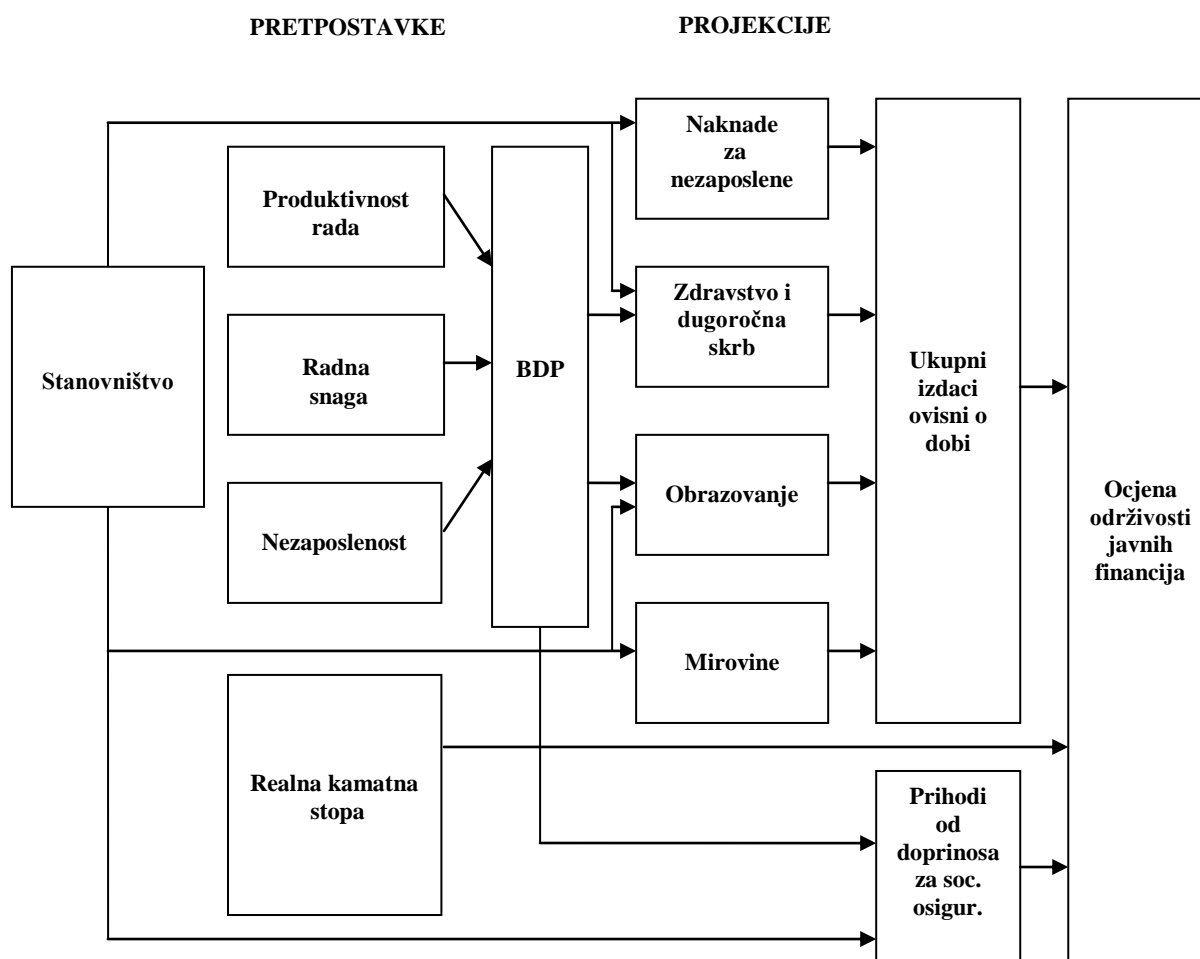 PRETPOSTAVKE
PROJEKCIJE
Stanovništvo
Produktivnost
rada
Radna
snaga
Nezaposlenost
Realna kamatna
stopa
BDP
Naknade
za
nezaposlene
Zdravstvo i
dugoročna
skrb
Obrazovanje
Mirovine
Ukupni
izdaci
ovisni o
dobi
Prihodi
od
doprinosa
za soc.
osigur.
Ocjena
održivosti
javnih
financija